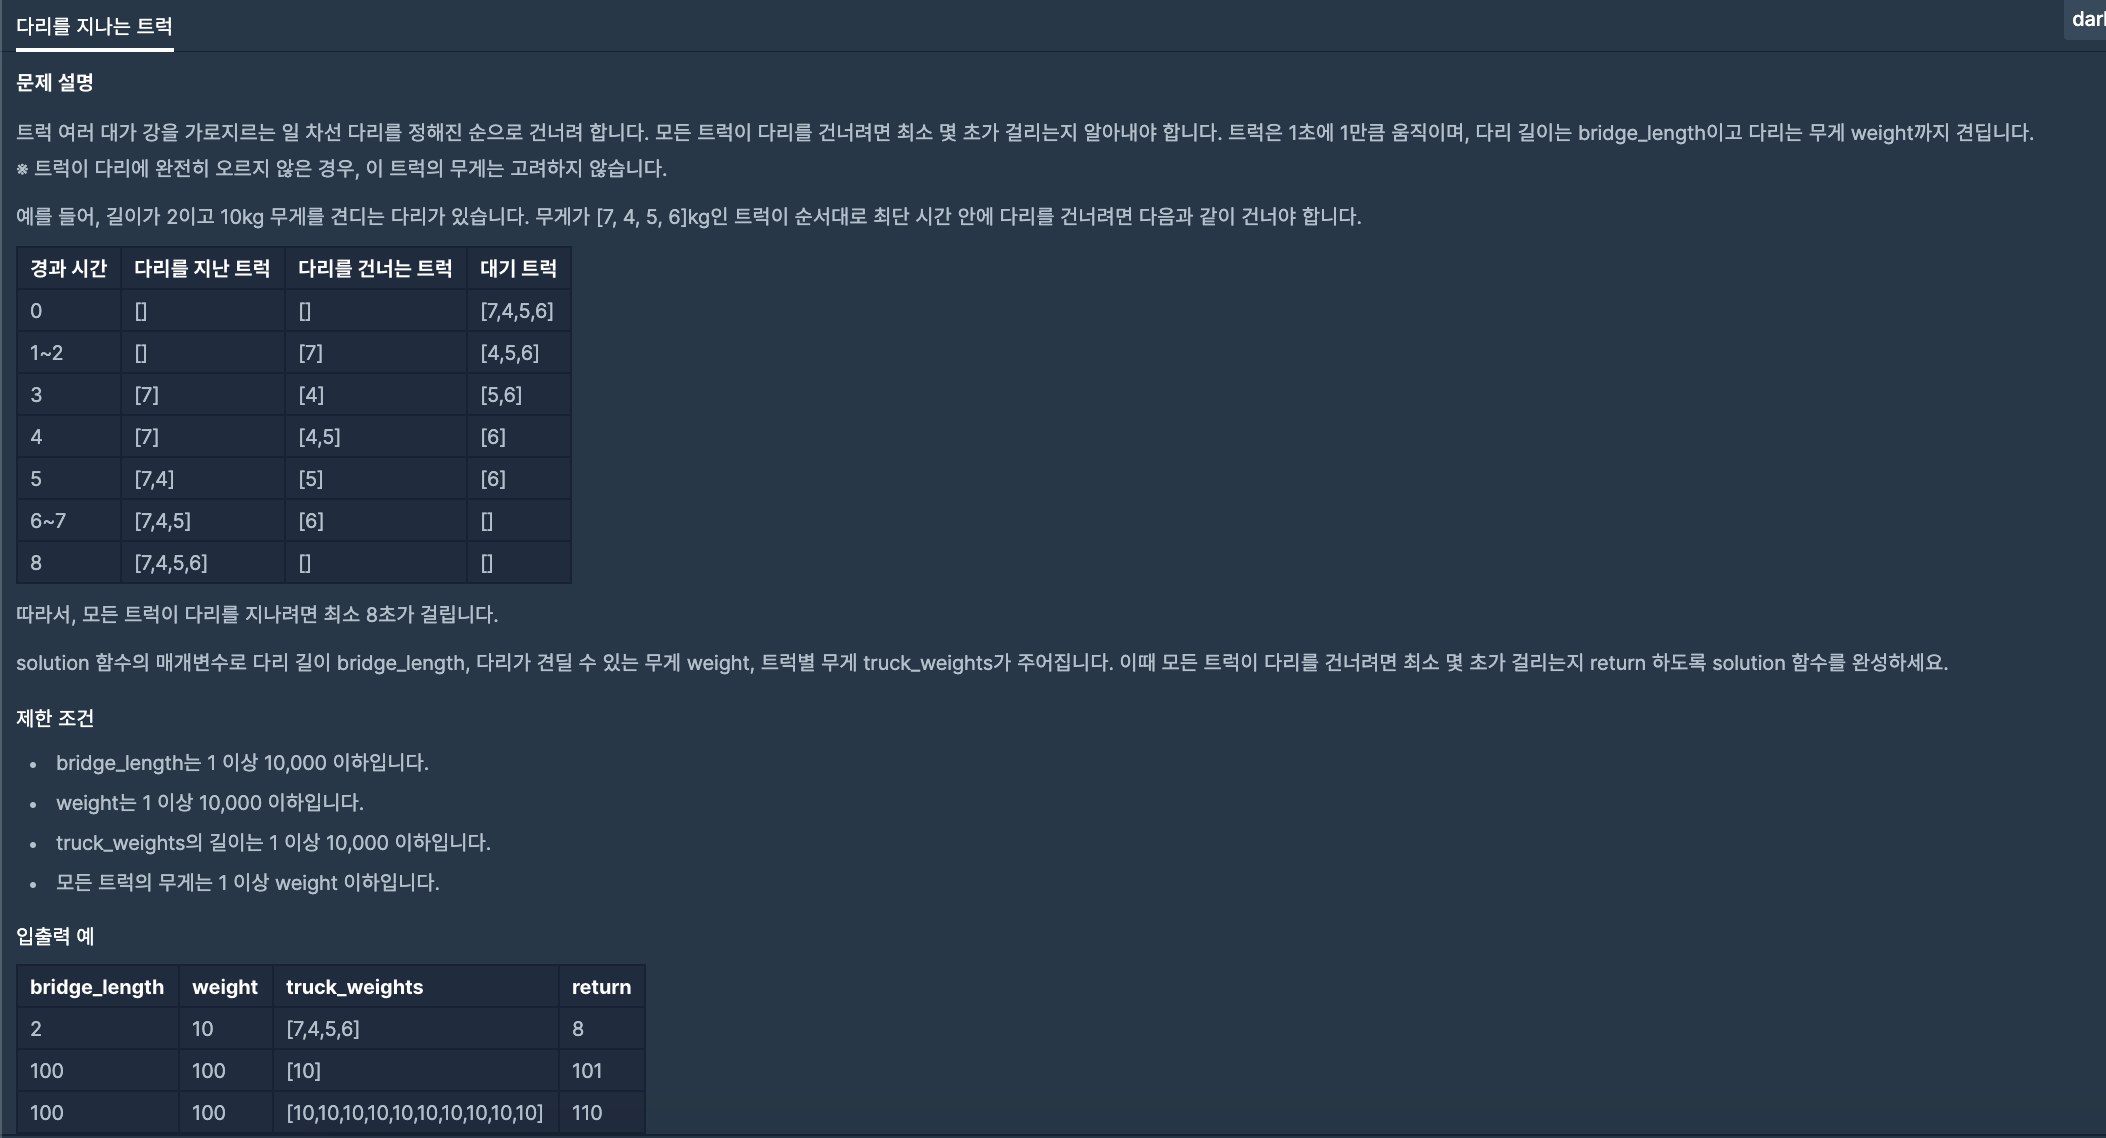 다리를 지나는 트럭
문제 설명
트럭 여러 대가 강을 가로지르는 일 차선 다리를 정해진 순으로 건너려 합니다. 모든 트럭이 다리를 건너려면 최소 몇 초가 걸리는지 알아내야 합니다. 트럭은 1초에 1만큼 움직이며, 다리 길이는 bridge_length이고 다리는 무게 weight까지 견딥니다.
※ 트럭이 다리에 완전히 오르지 않은 경우, 이 트럭의 무게는 고려하지 않습니다.
예를 들어, 길이가 2이고 10kg 무게를 견디는 다리가 있습니다. 무게가 [7, 4, 5, 6]kg인 트럭이 순서대로 최단 시간 안에 다리를 건너려면 다음과 같이 건너야 합니다.
경과 시간 다리를 지난 트럭 다리를 건너는 트럭 대기 트럭
0 [] [] [7,4,5,6]
1~2 [] [7] [4,5,6]
3 [7] [4] [5,6]
4 [7] [4,5] [6]
5 [7,4] [5] [6]
6~7 [7,4,5] [6] []
8 [7,4,5,6] [] []
따라서, 모든 트럭이 다리를 지나려면 최소 8초가 걸립니다.
solution 함수의 매개변수로 다리 길이 bridge_length, 다리가 견딜 수 있는 무게 weight, 트럭별 무게 truck_weights가 주어집니다. 이때 모든 트럭이 다리를 건너려면 최소 몇 초가 걸리는지 return 하도록 solution 함수를 완성하세요.
제한 조건
• bridge_length는 1 이상 10,000 이하입니다.
• weight는 1 이상 10,000 이하입니다.
• truck_weights의 길이는 1 이상 10,000 이하입니다.
• 모든 트럭의 무게는 1 이상 weight 이하입니다.
입출력 예
bridge_length weight truck_weights return
2 10 [7,4,5,6] 8
100 100 [10] 101
100 100 [10,10,10,10,10,10,10,10,10,10] 110